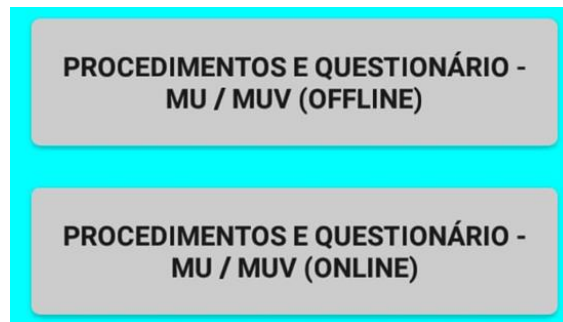 PROCEDIMENTOS E QUESTIONÁRIO -
MU / MUV (OFFLINE)
PROCEDIMENTOS E QUESTIONÁRIO -
MU / MUV (ONLINE)